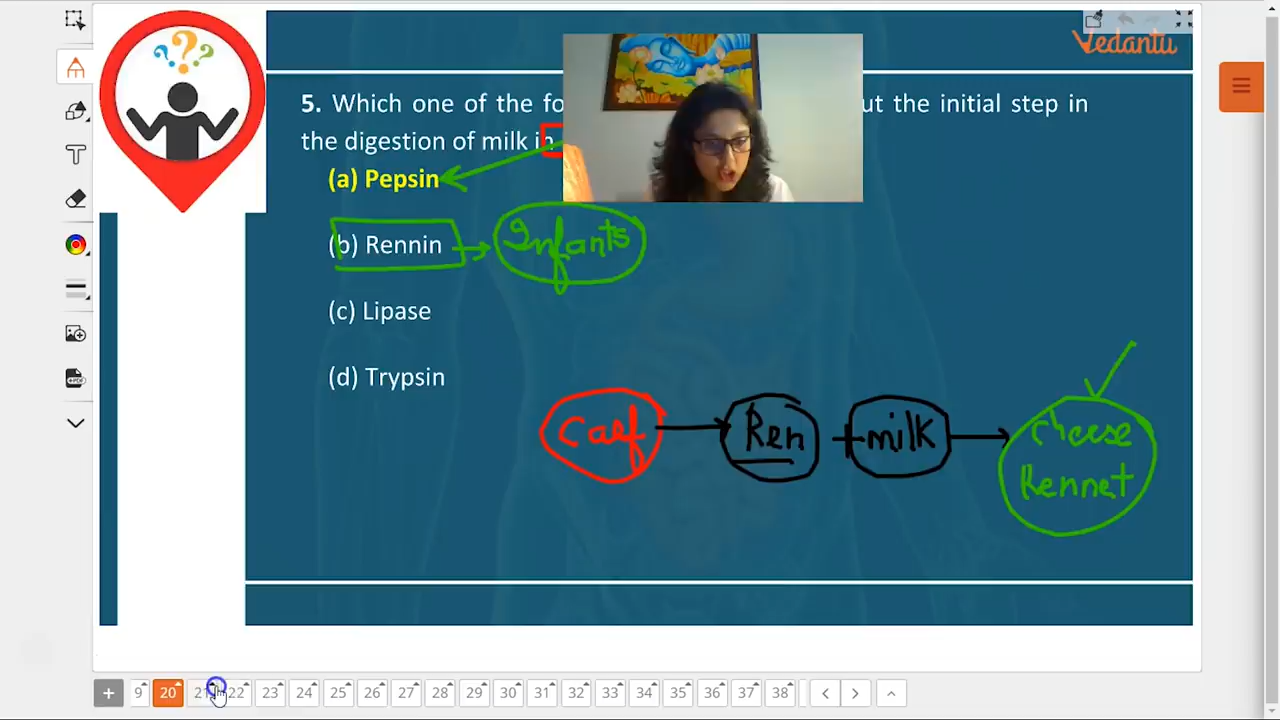 Vedantu
5. Which one of the fo ut the initial step in
the digestion of milk in
(a) Pepsin
(b) Rennin
Infants
(c) Lipase
(d) Trypsin
Calf
Ren + milk
cheese
Rennet
9 20 21 22 23 24 25 26 27 28 29 30 31 32 33 34 35 36 37 38